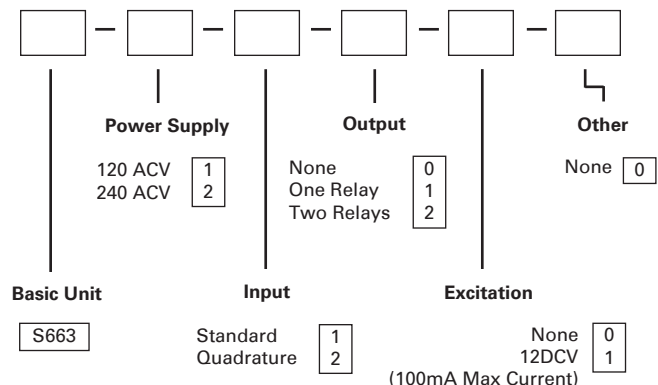 Power Supply
120 ACV 1
240 ACV 2
Output
None 0
One Relay 1
Two Relays 2
Other
None 0
Basic Unit
S663
Input
Standard 1
Quadrature 2
Excitation
None 0
12DCV 1
(100mA Max Current)